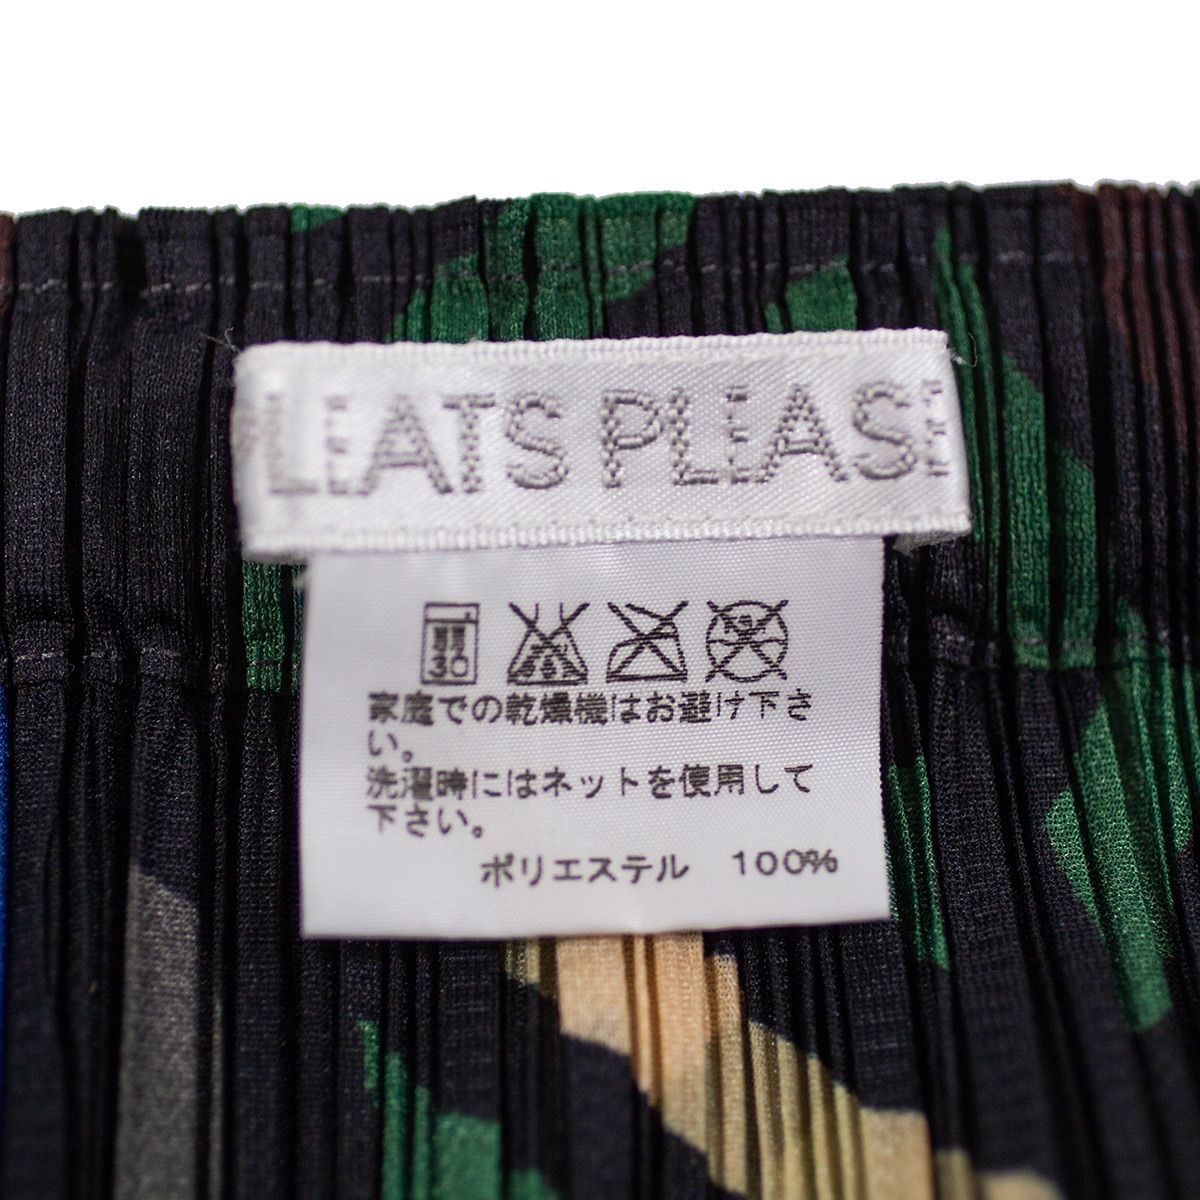 LEATS PLEAS
弱
30
家庭での乾燥機はお避け下さ
い。
洗濯時にはネットを使用して
下さい。
ポリエステル 100%